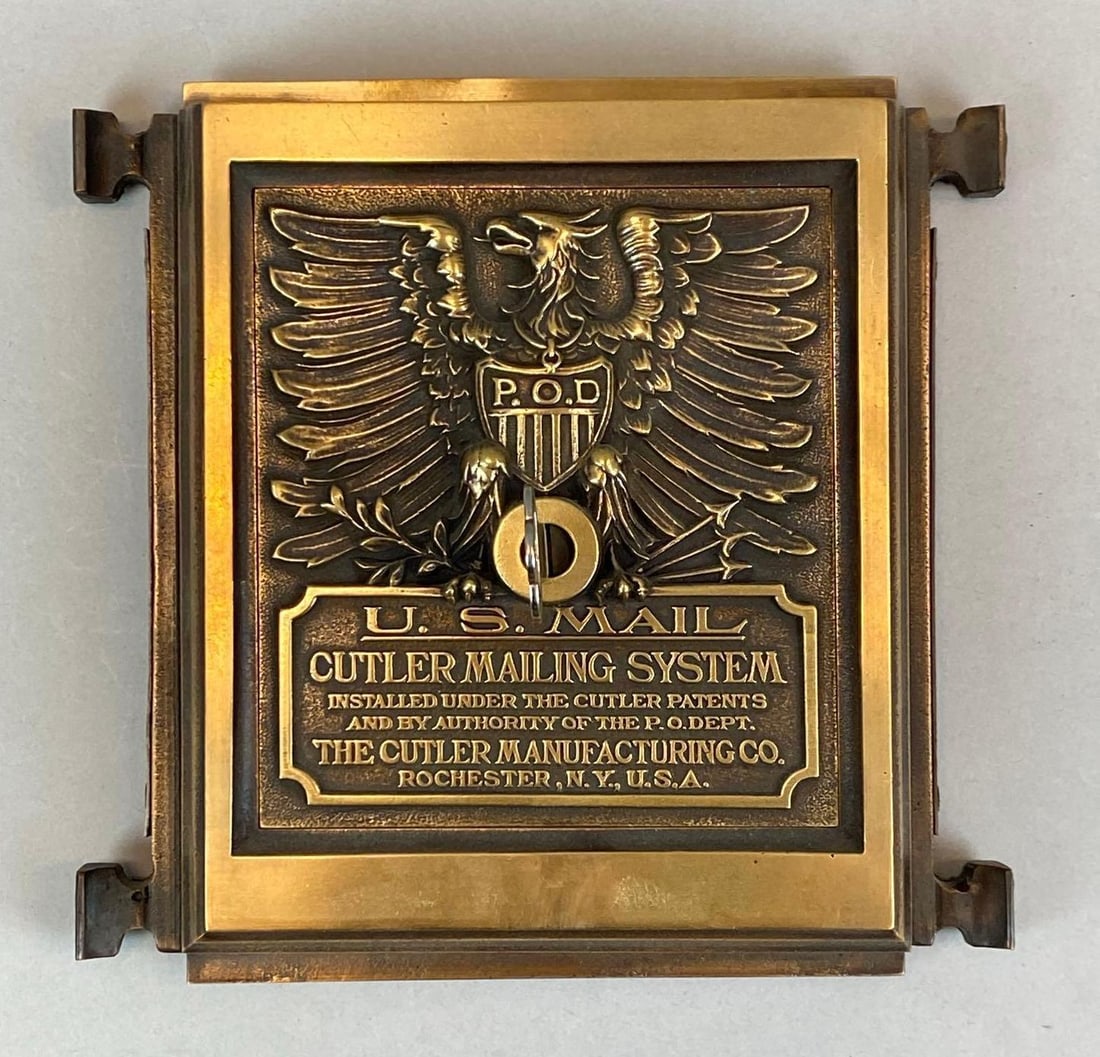 P.O.D
U. S. MAIL
CUTLER MAILING SYSTEM
INSTALLED UNDER THE CUTLER PATENTS
AND BY AUTHORITY OF THE P.O.DEPT.
THE CUTLER MANUFACTURING CO.
ROCHESTER, N.Y., U.S.A.